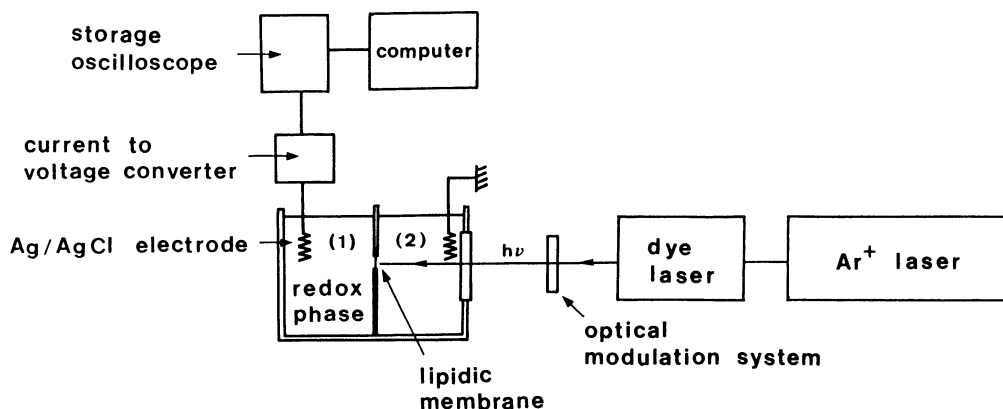 storage
oscilloscope
computer
current to
voltage converter
Ag/AgCl electrode
(1)
(2)
redox
phase
hν
dye
laser
Ar⁺ laser
optical
modulation system
lipidic
membrane